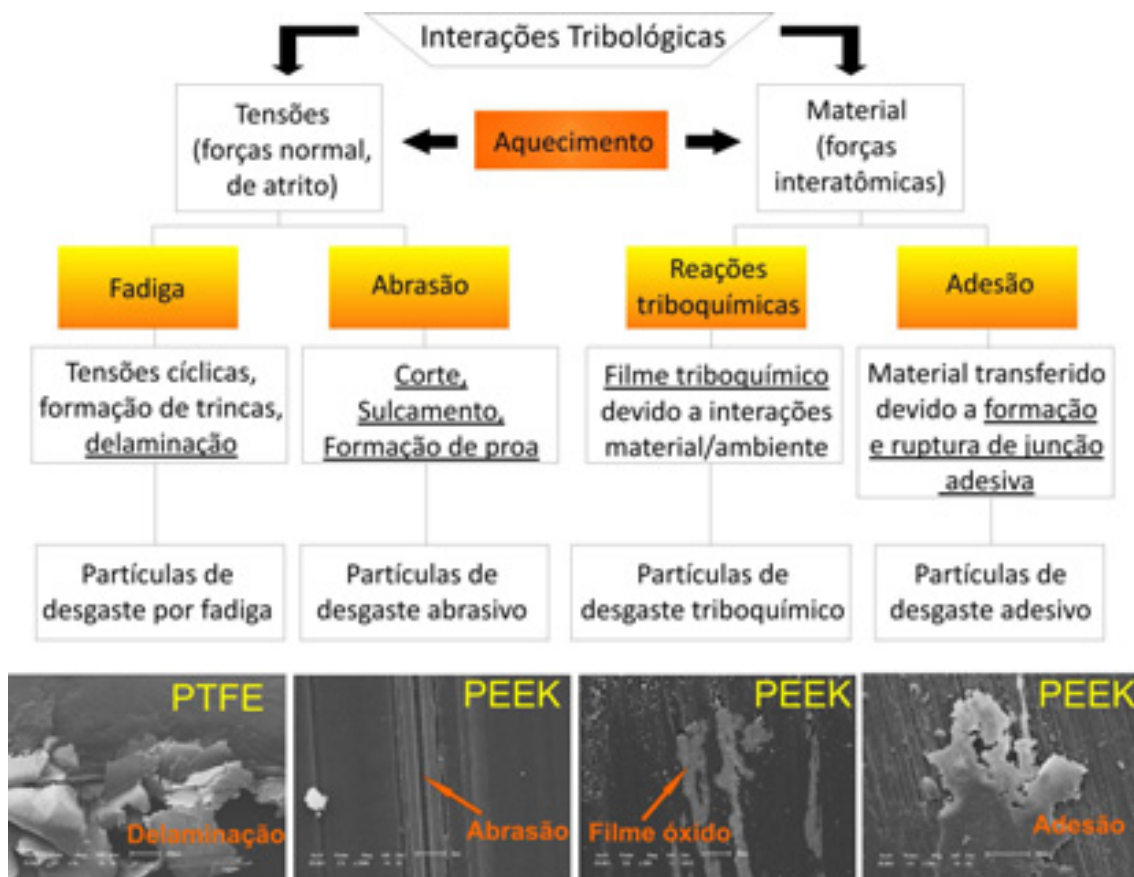 Interações Tribológicas
Tensões
(forças normal,
de atrito)
Aquecimento
Material
(forças
interatômicas)
Fadiga
Abrasão
Reações
triboquímicas
Adesão
Tensões cíclicas,
formação de trincas,
delaminação
Corte,
Sulcamento,
Formação de proa
Filme triboquímico
devido a interações
material/ambiente
Material transferido
devido a formação
e ruptura de junção
adesiva
Partículas de
desgaste por fadiga
Partículas de
desgaste abrasivo
Partículas de
desgaste triboquímico
Partículas de
desgaste adesivo
PTFE
Delaminação
PEEK
Abrasão
PEEK
Filme óxido
PEEK
Adesão